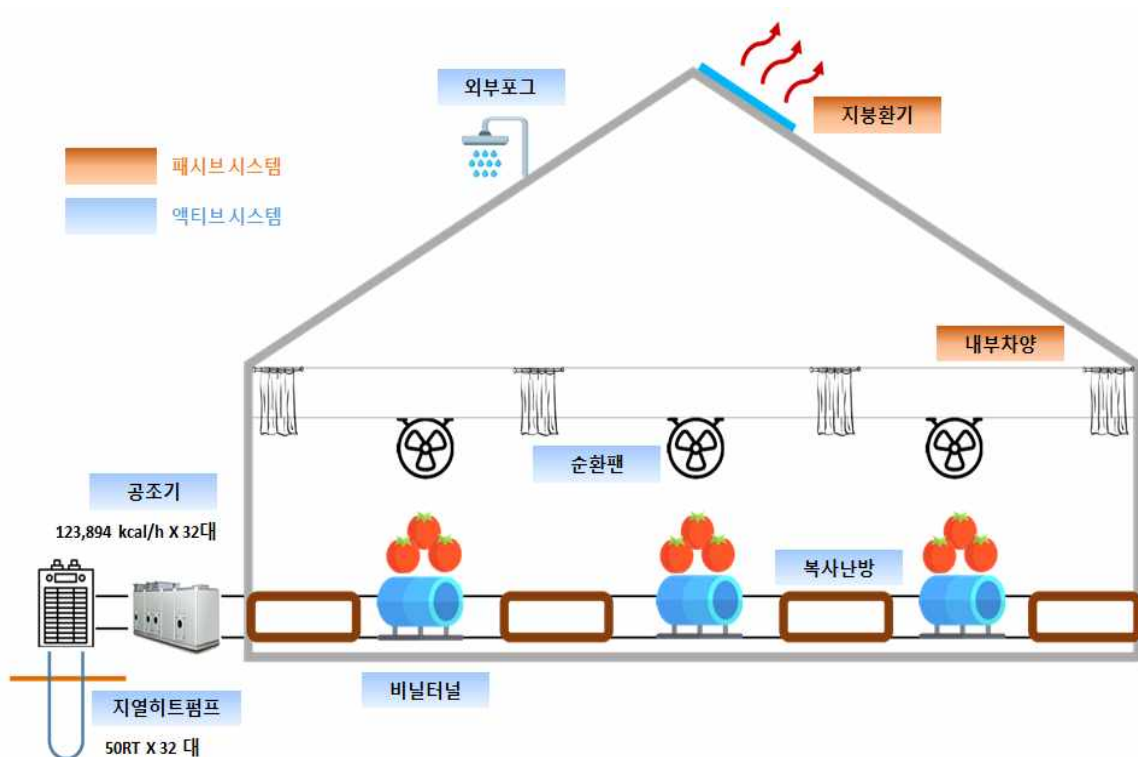 외부포그
지붕환기
패시브시스템
액티브시스템
내부차양
순환팬
공조기
123,894 kcal/h X 32대
복사난방
비닐터널
지열히트펌프
50RT X 32 대